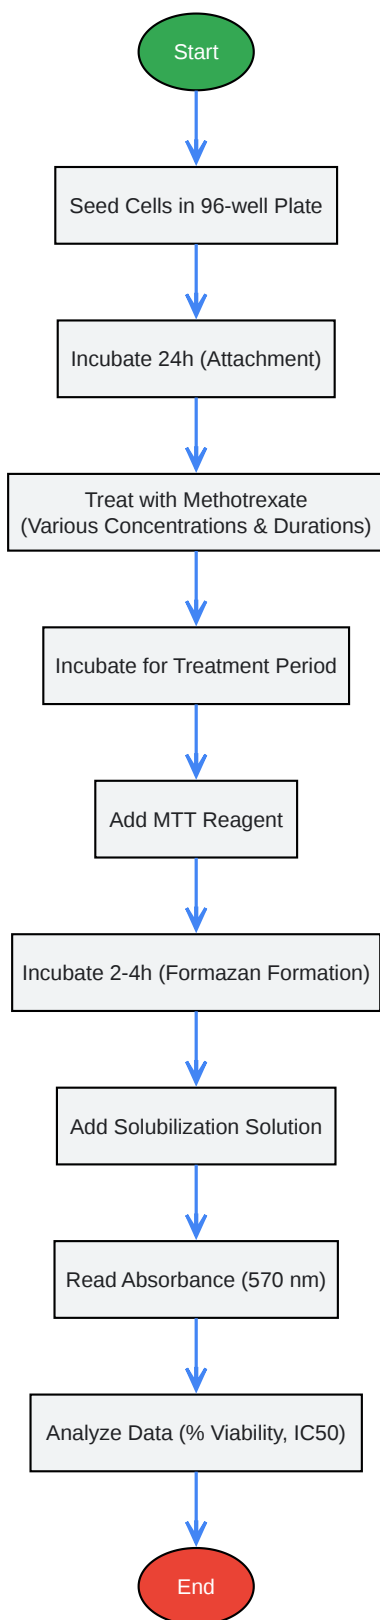 Start
Seed Cells in 96-well Plate
Incubate 24h (Attachment)
Treat with Methotrexate
(Various Concentrations & Durations)
Incubate for Treatment Period
Add MTT Reagent
Incubate 2-4h (Formazan Formation)
Add Solubilization Solution
Read Absorbance (570 nm)
Analyze Data (% Viability, IC50)
End